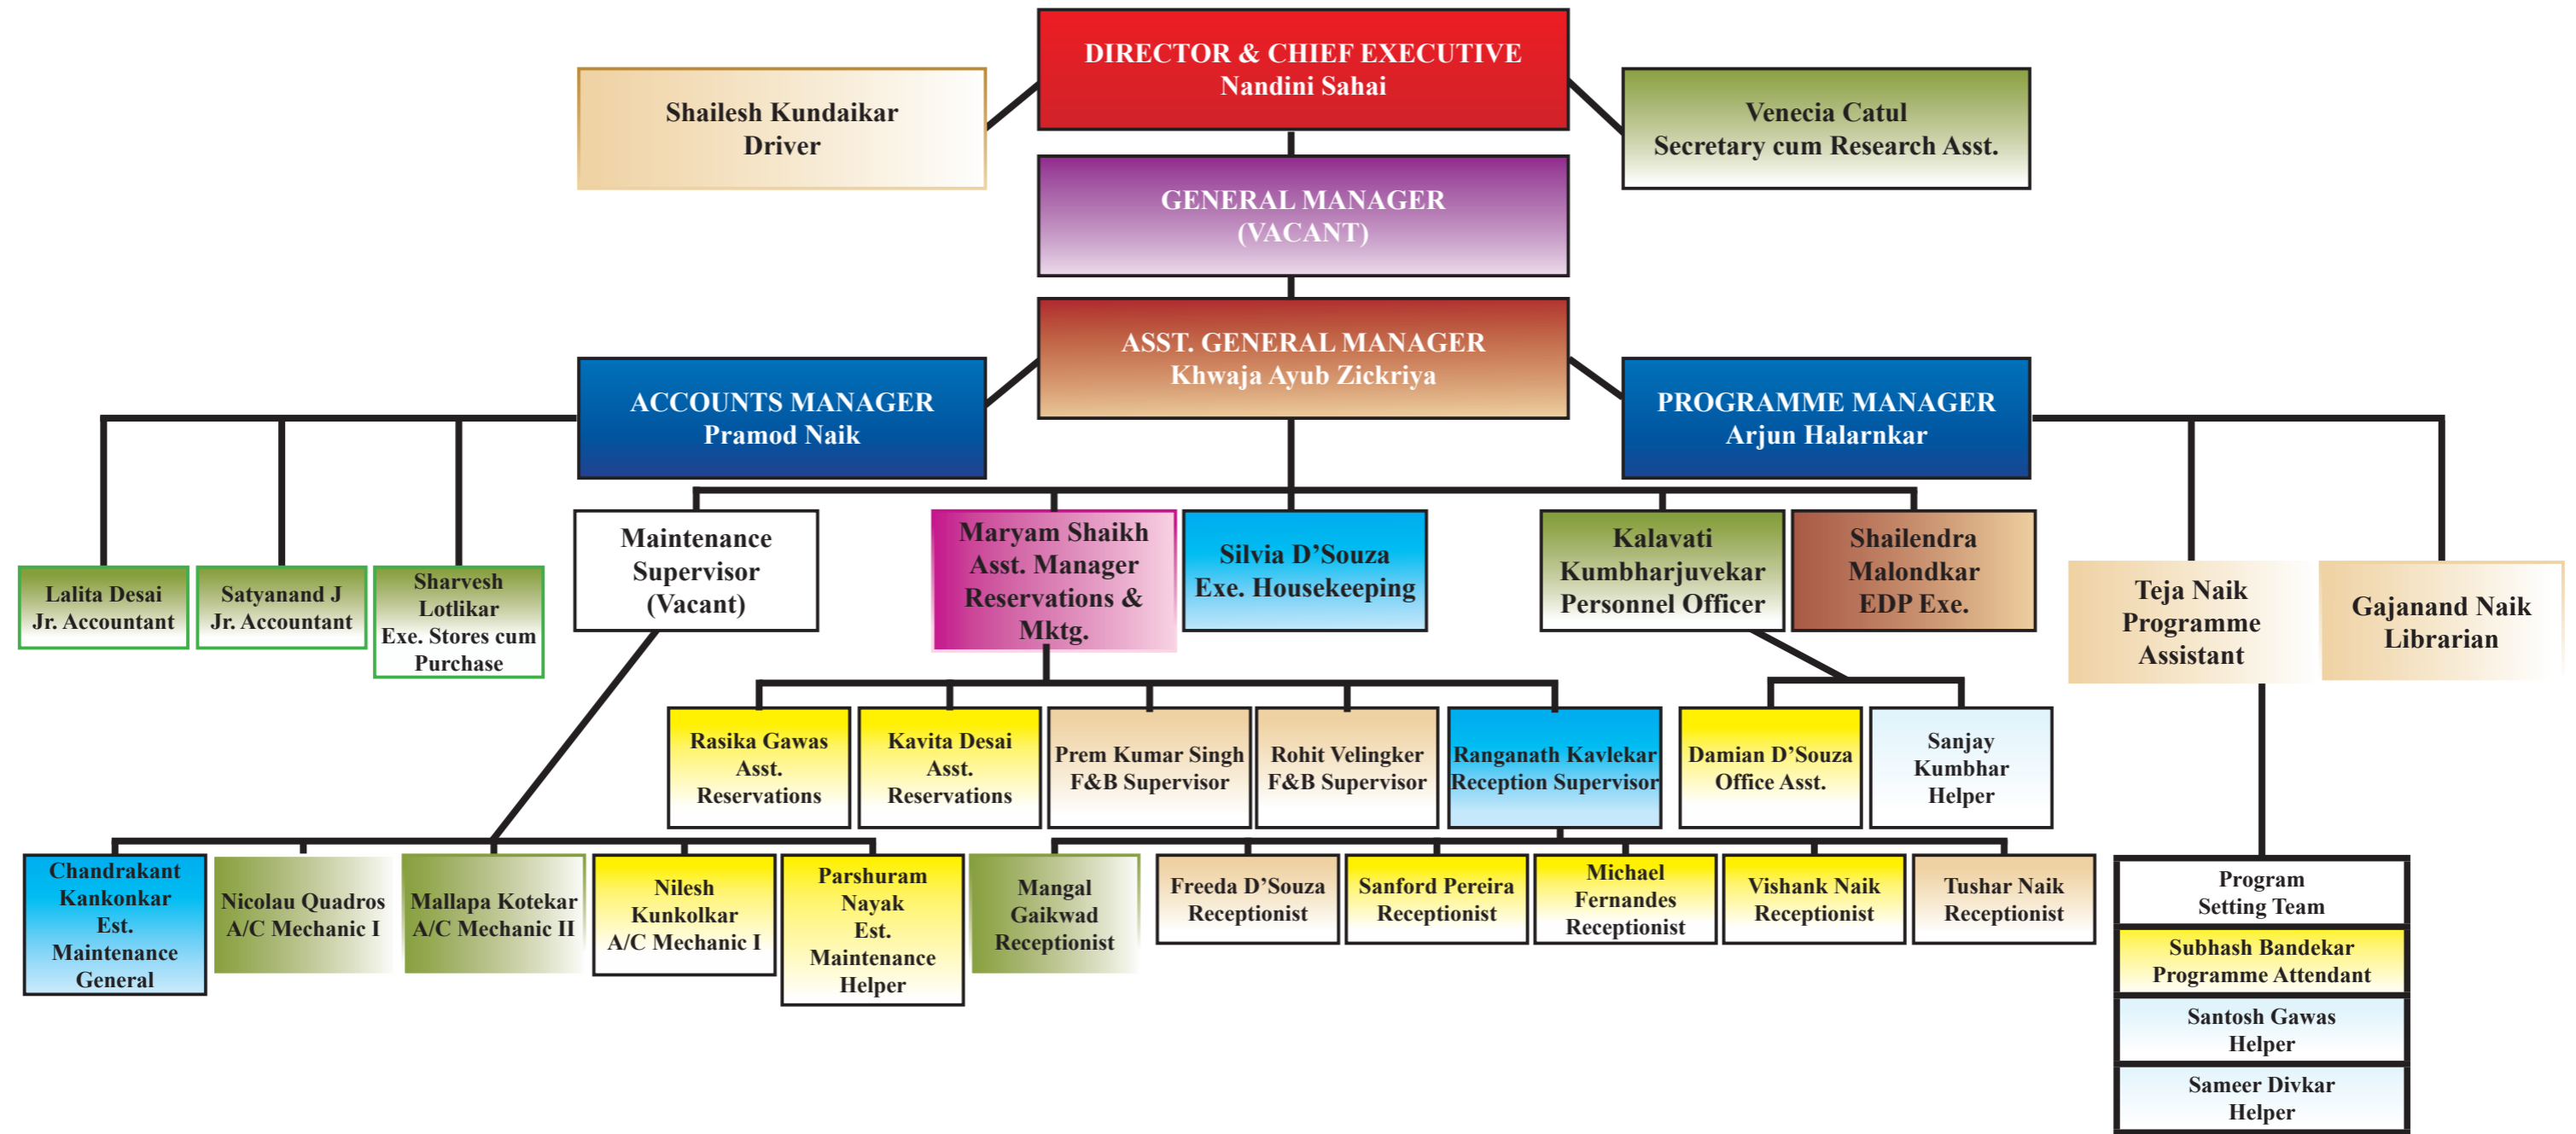 DIRECTOR & CHIEF EXECUTIVE
Nandini Sahai
Shailesh Kundaikar
Driver
Venecia Catul
Secretary cum Research Asst.
GENERAL MANAGER
(VACANT)
ASST. GENERAL MANAGER
Khwaja Ayub Zickriya
ACCOUNTS MANAGER
Pramod Naik
PROGRAMME MANAGER
Arjun Halarnkar
Lalita Desai
Jr. Accountant
Satyanand J
Jr. Accountant
Sharvesh
Lotlikar
Exe. Stores cum
Purchase
Maintenance
Supervisor
(Vacant)
Maryam Shaikh
Asst. Manager
Reservations &
Mktg.
Silvia D’Souza
Exe. Housekeeping
Kalavati
Kumbharjuvekar
Personnel Officer
Shailendra
Malondkar
EDP Exe.
Teja Naik
Programme
Assistant
Gajanand Naik
Librarian
Rasika Gawas
Asst.
Reservations
Kavita Desai
Asst.
Reservations
Prem Kumar Singh
F&B Supervisor
Rohit Velingker
F&B Supervisor
Ranganath Kavlekar
Reception Supervisor
Damian D’Souza
Office Asst.
Sanjay
Kumbhar
Helper
Chandrakant
Kankonkar
Est.
Maintenance
General
Nicolau Quadros
A/C Mechanic I
Mallapa Kotekar
A/C Mechanic II
Nilesh
Kunkolkar
A/C Mechanic I
Parshuram
Nayak
Est.
Maintenance
Helper
Mangal
Gaikwad
Receptionist
Freeda D’Souza
Receptionist
Sanford Pereira
Receptionist
Michael
Fernandes
Receptionist
Vishank Naik
Receptionist
Tushar Naik
Receptionist
Program
Setting Team
Subhash Bandekar
Programme Attendant
Santosh Gawas
Helper
Sameer Divkar
Helper